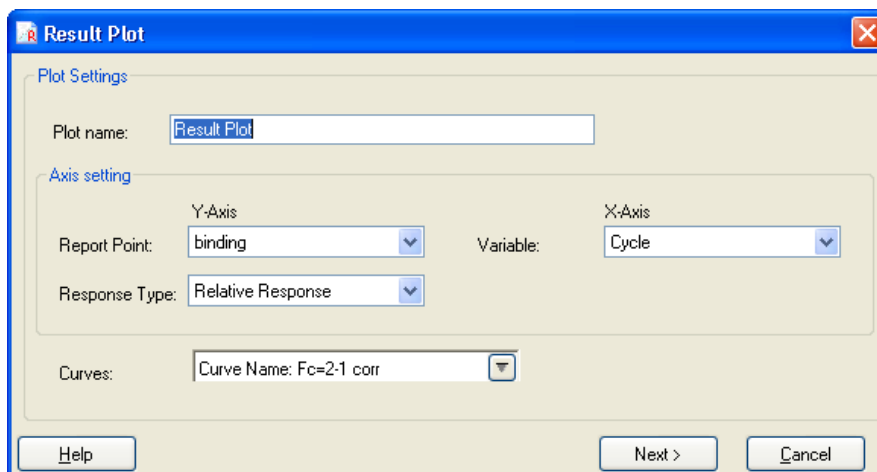 Result Plot
Plot Settings
Plot name: Result Plot
Axis setting
Y-Axis X-Axis
Report Point: binding Variable: Cycle
Response Type: Relative Response
Curves: Curve Name: Fc=2-1 corr
Help Next > Cancel